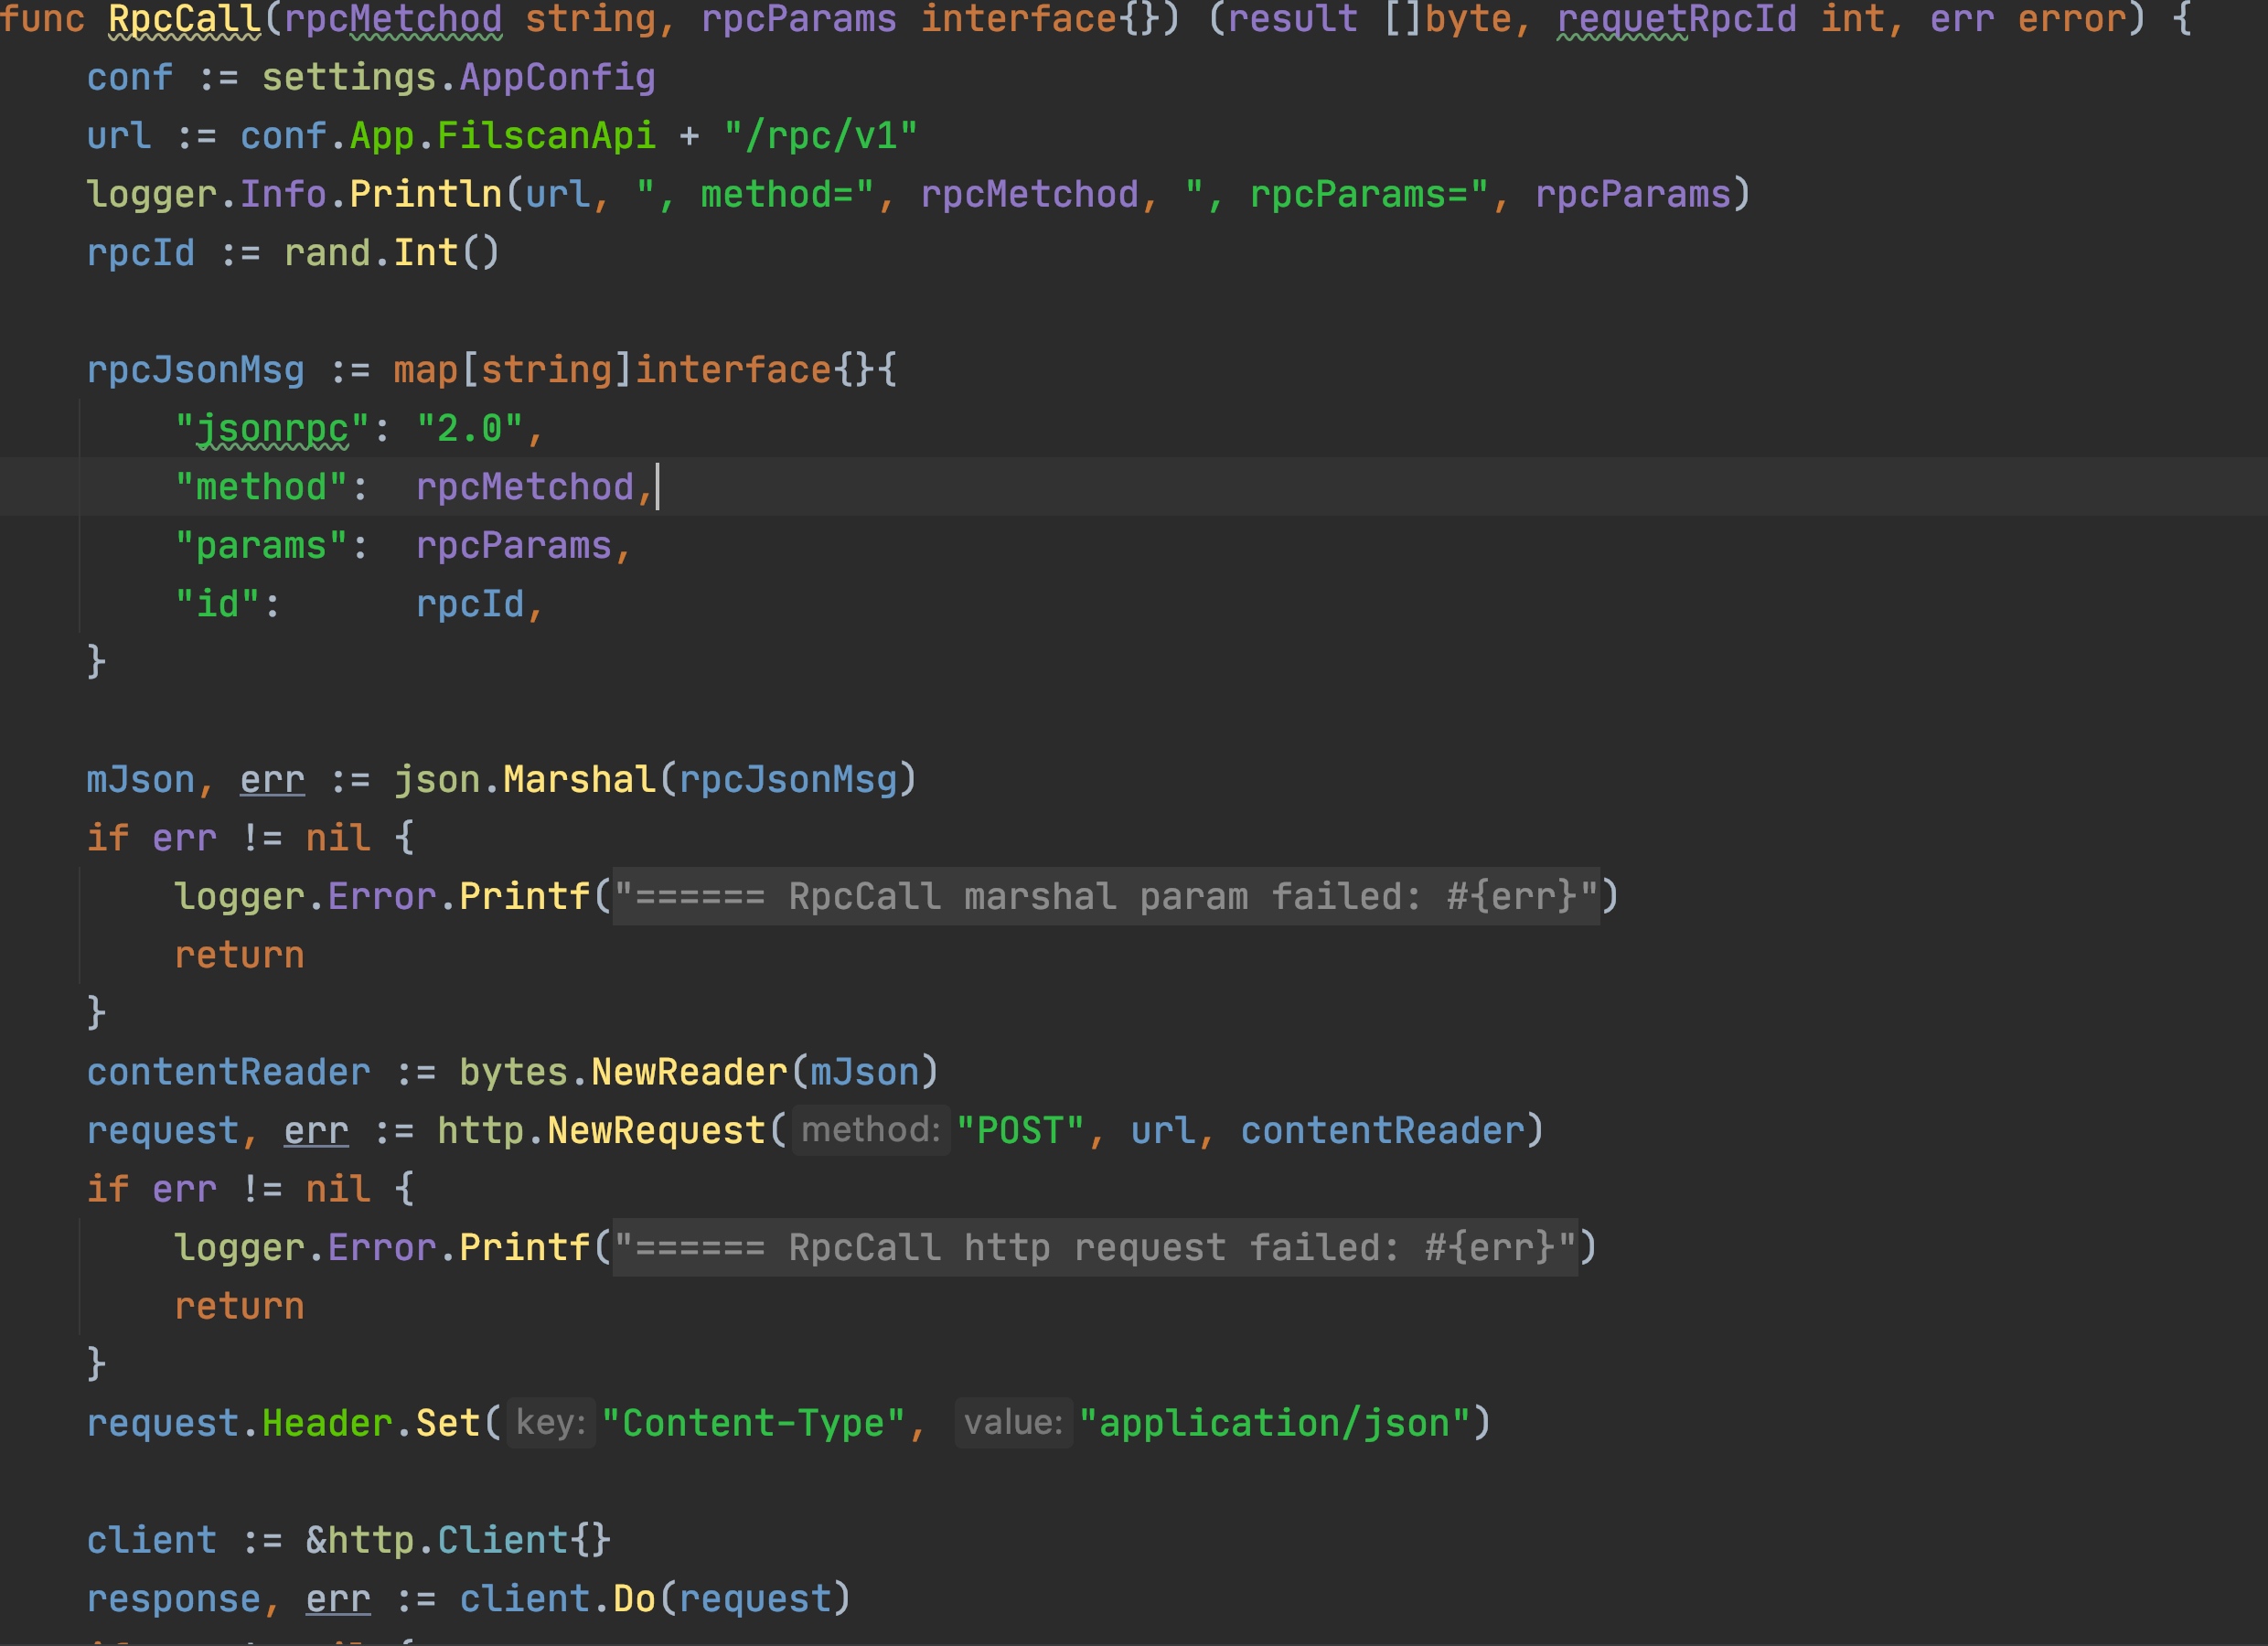 func RpcCall(rpcMetchod string, rpcParams interface{}) (result []byte, requetRpcId int, err error) {
conf := settings.AppConfig
url := conf.App.FilscanApi + "/rpc/v1"
logger.Info.Println(url, ", method=", rpcMetchod, ", rpcParams=", rpcParams)
rpcId := rand.Int()
rpcJsonMsg := map[string]interface{}{
"jsonrpc": "2.0",
"method": rpcMetchod,
"params": rpcParams,
"id": rpcId,
}
mJson, err := json.Marshal(rpcJsonMsg)
if err != nil {
logger.Error.Printf("====== RpcCall marshal param failed: #{err}")
return
}
contentReader := bytes.NewReader(mJson)
request, err := http.NewRequest( method: "POST", url, contentReader)
if err != nil {
logger.Error.Printf("====== RpcCall http request failed: #{err}")
return
}
request.Header.Set( key: "Content-Type", value: "application/json")
client := &http.Client{}
response, err := client.Do(request)